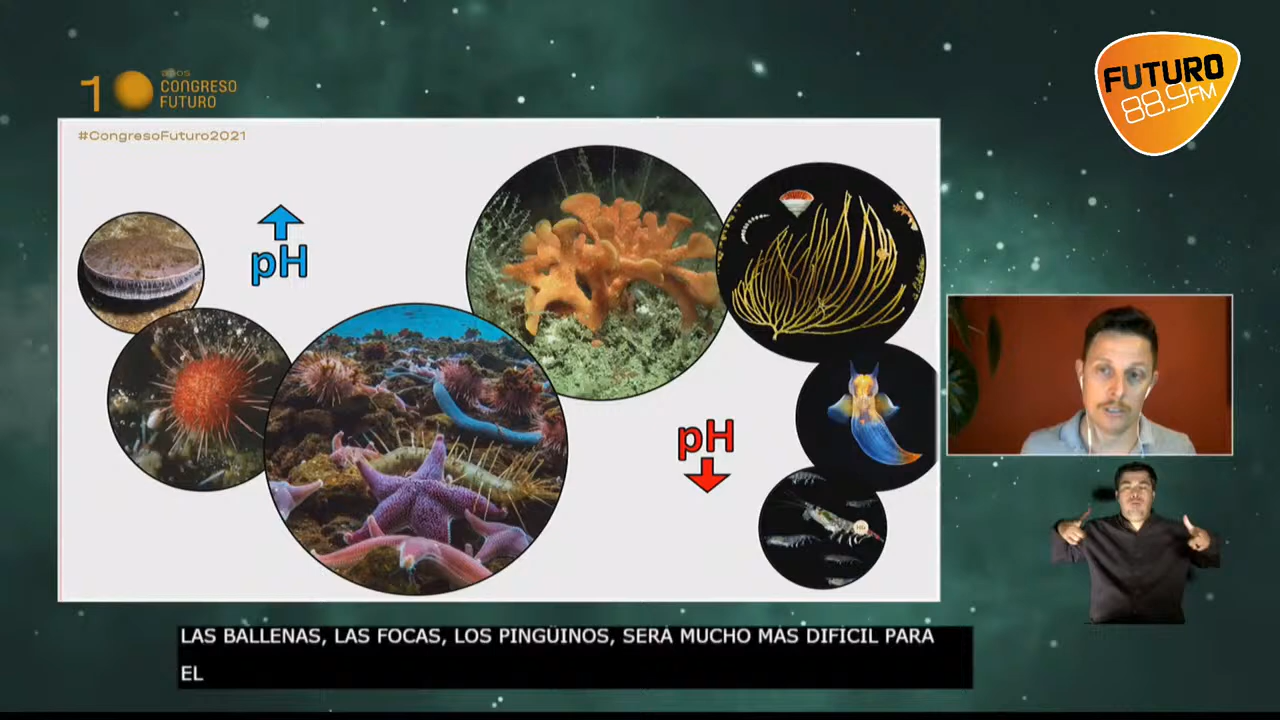 FUTURO
88.9FM
10 AÑOS
CONGRESO
FUTURO
#CongresoFuturo2021
pH
pH
LAS BALLENAS, LAS FOCAS, LOS PINGÜINOS, SERÁ MUCHO MÁS DIFÍCIL PARA
EL